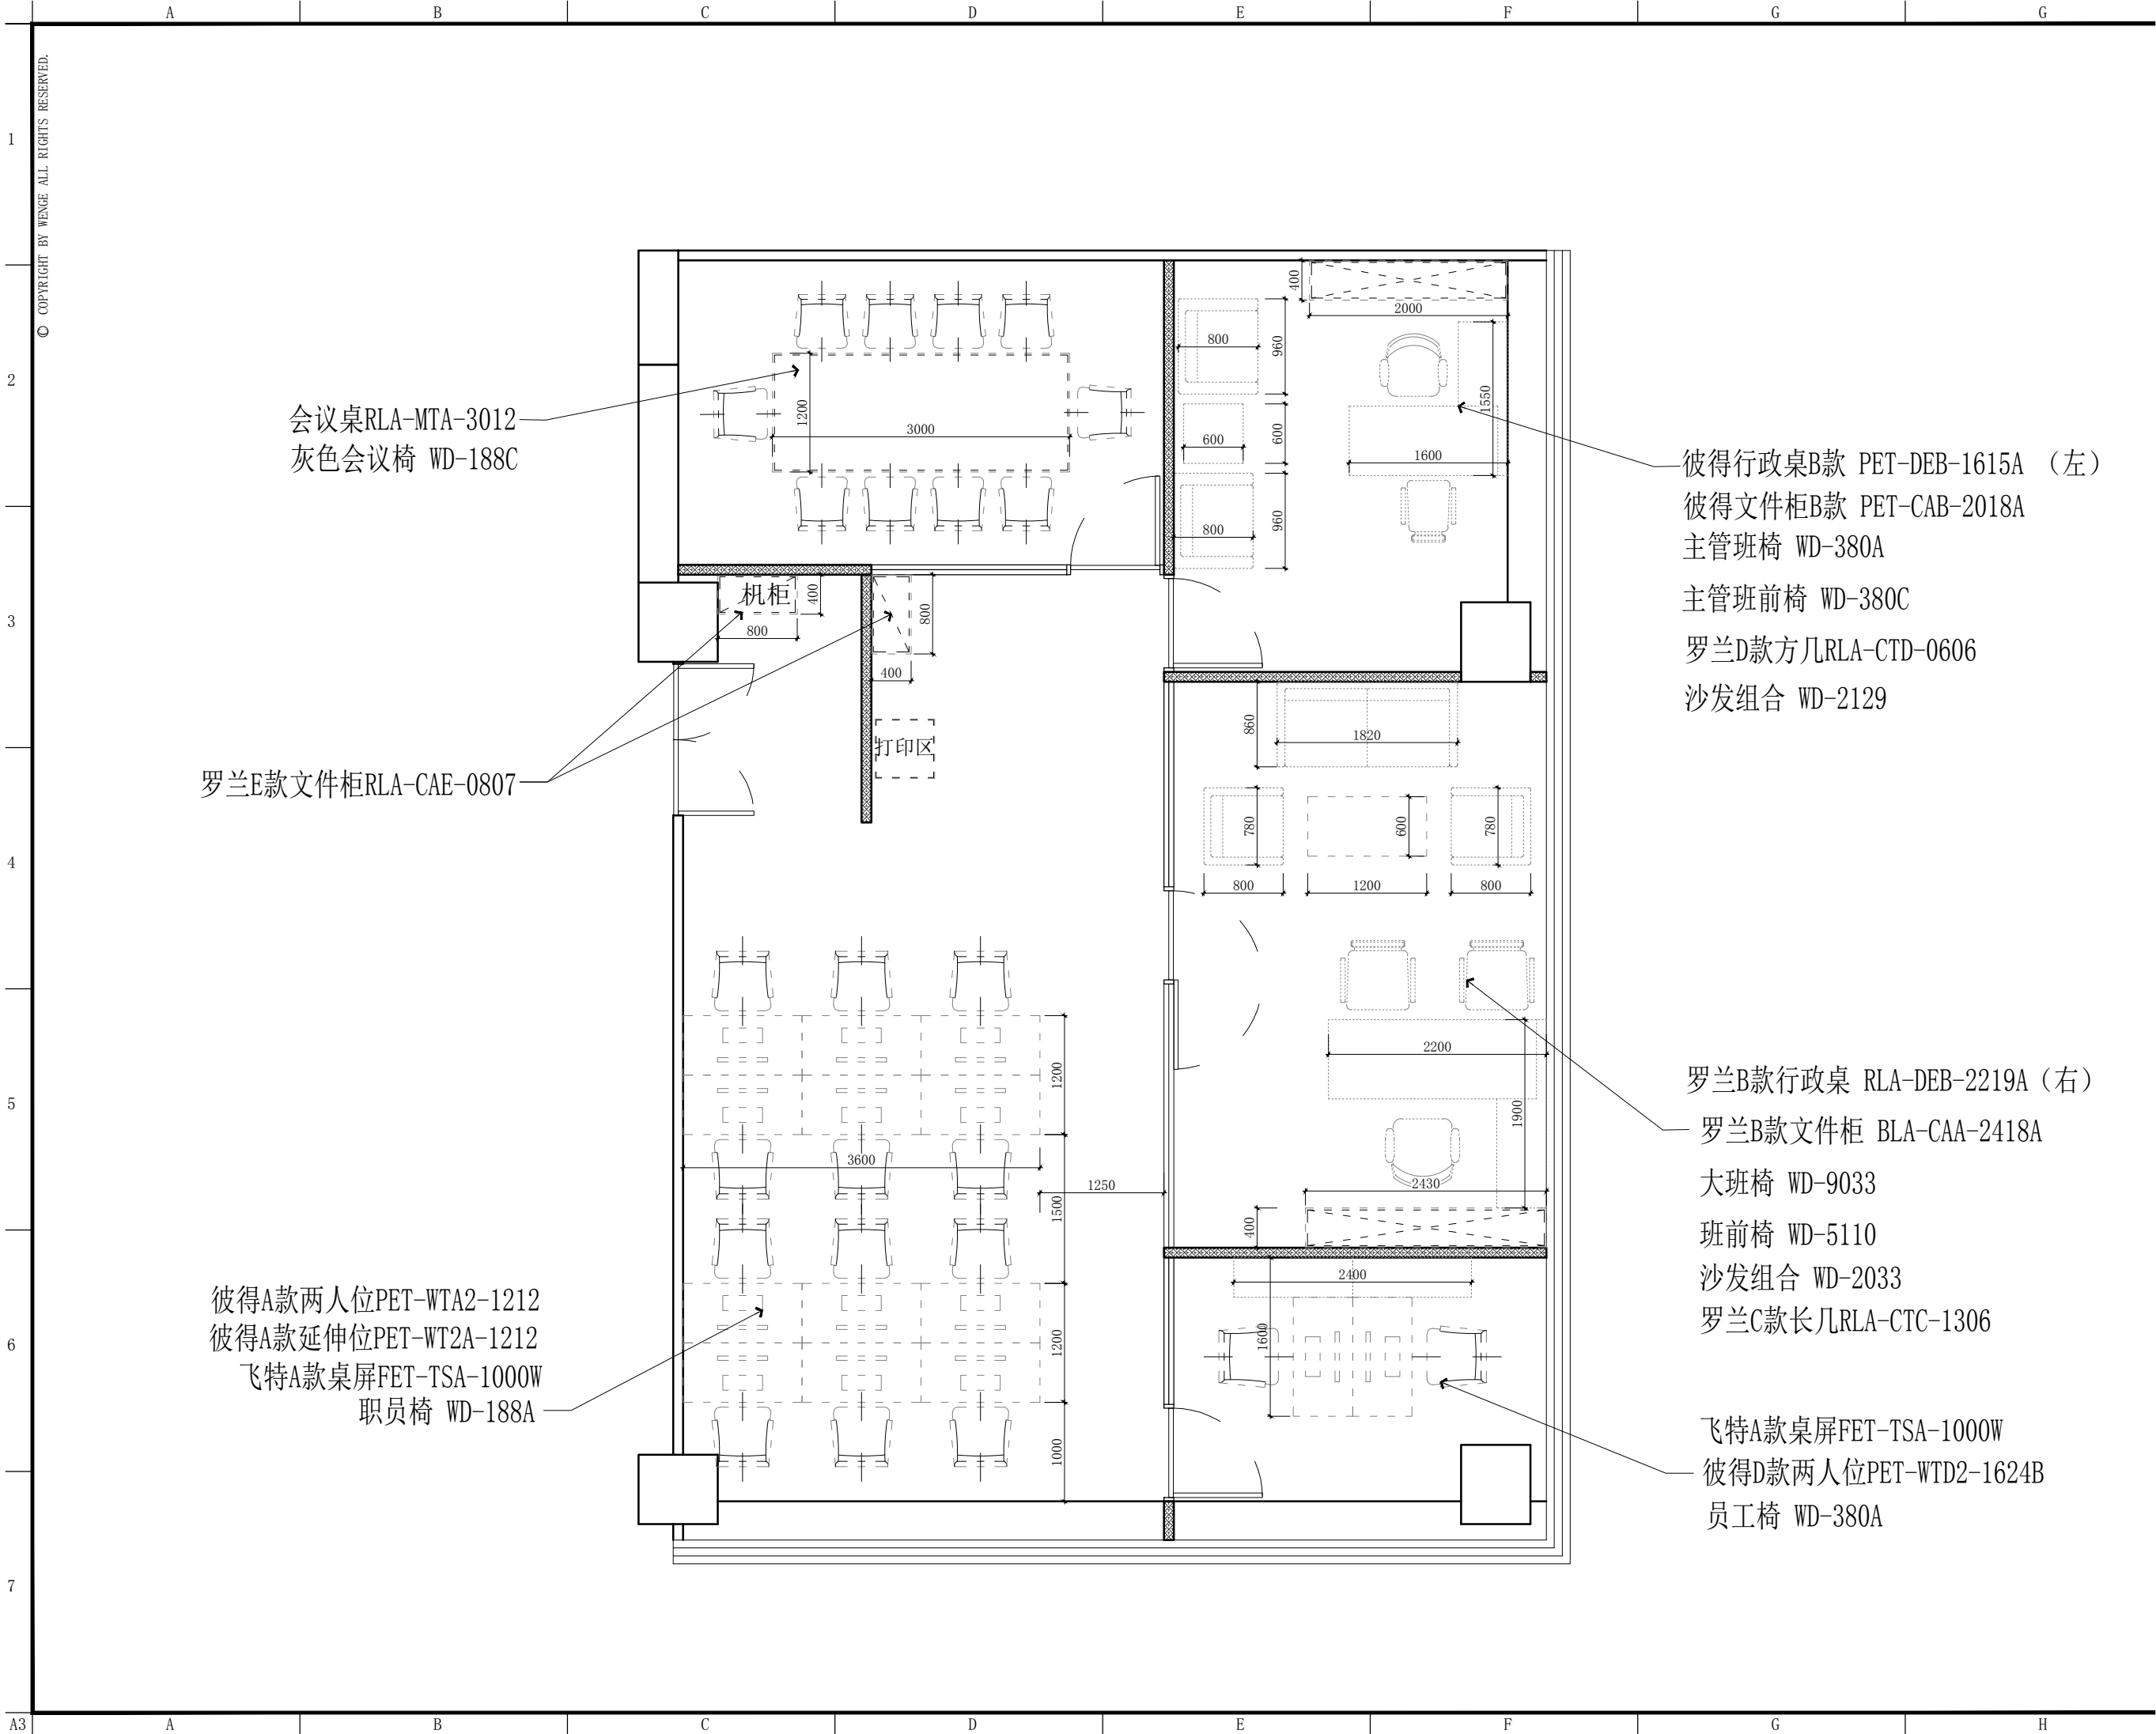 A B C D E F G G
© COPYRIGHT BY WENGE ALL RIGHTS RESERVED.
1
2
3
4
5
6
7
会议桌RLA-MTA-3012
灰色会议椅 WD-188C
1200
3000
800
960
600
600
800
960
400
2000
1550
1600
彼得行政桌B款 PET-DEB-1615A （左）
彼得文件柜B款 PET-CAB-2018A
主管班椅 WD-380A
主管班前椅 WD-380C
罗兰D款方几RLA-CTD-0606
沙发组合 WD-2129
机柜
400
800
800
400
打印区
罗兰E款文件柜RLA-CAE-0807
860
1820
780
600
780
800
1200
800
2200
1900
2430
400
罗兰B款行政桌 RLA-DEB-2219A（右）
罗兰B款文件柜 BLA-CAA-2418A
大班椅 WD-9033
班前椅 WD-5110
沙发组合 WD-2033
罗兰C款长几RLA-CTC-1306
1200
3600
1250
1500
1200
1000
彼得A款两人位PET-WTA2-1212
彼得A款延伸位PET-WT2A-1212
飞特A款桌屏FET-TSA-1000W
职员椅 WD-188A
2400
1600
飞特A款桌屏FET-TSA-1000W
彼得D款两人位PET-WTD2-1624B
员工椅 WD-380A
A3 A B C D E F G H